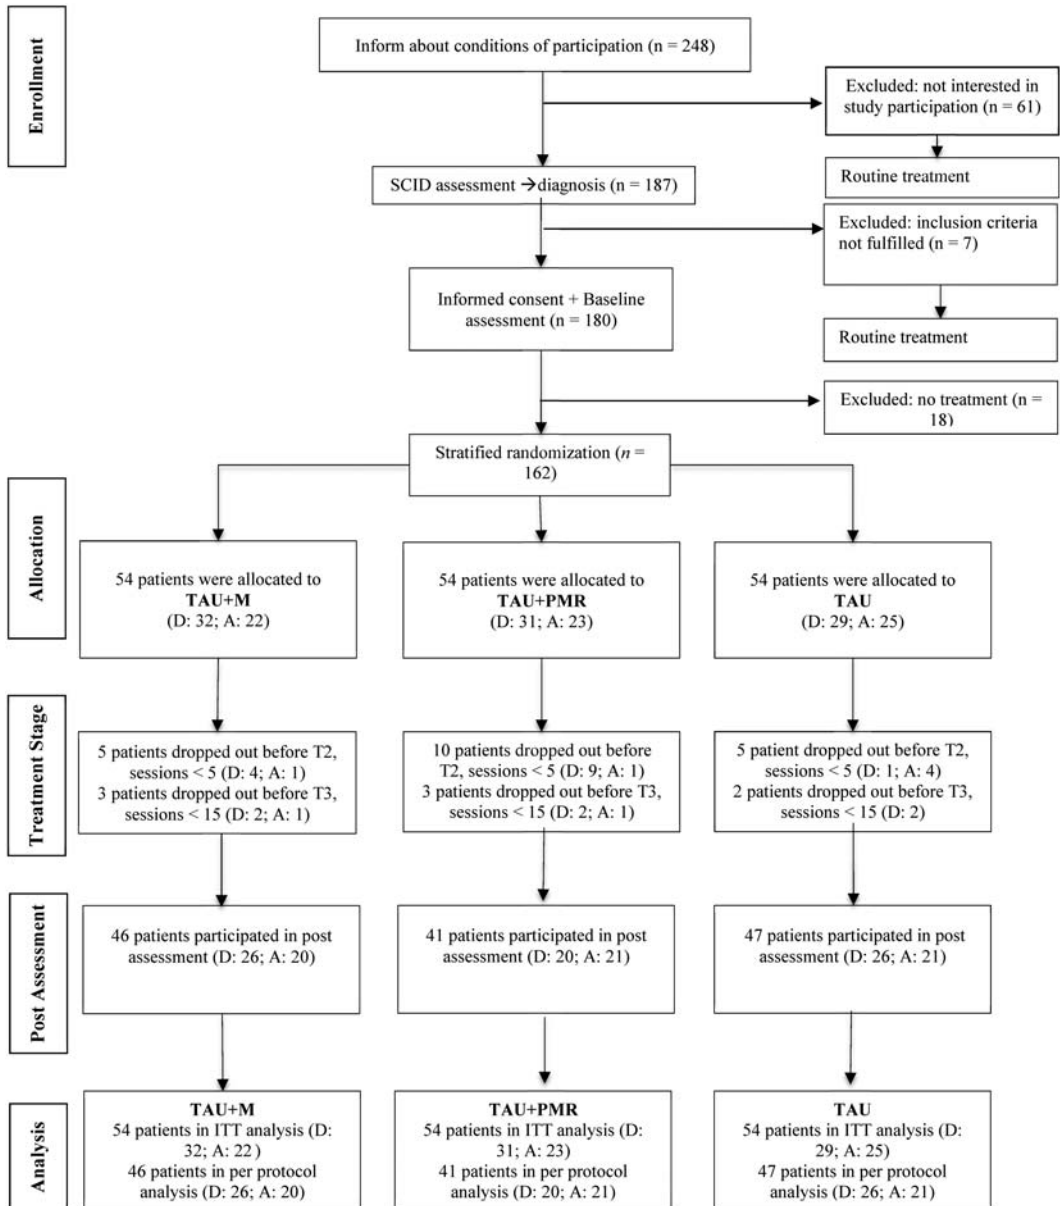 Enrollment
Inform about conditions of participation (n = 248)
Excluded: not interested in
study participation (n = 61)
Routine treatment
SCID assessment →diagnosis (n = 187)
Excluded: inclusion criteria
not fulfilled (n = 7)
Informed consent + Baseline
assessment (n = 180)
Routine treatment
Excluded: no treatment (n =
18)
Stratified randomization (n =
162)
Allocation
54 patients were allocated to
TAU+M
(D: 32; A: 22)
54 patients were allocated to
TAU+PMR
(D: 31; A: 23)
54 patients were allocated to
TAU
(D: 29; A: 25)
Treatment Stage
5 patients dropped out before T2,
sessions < 5 (D: 4; A: 1)
3 patients dropped out before T3,
sessions < 15 (D: 2; A: 1)
10 patients dropped out before
T2, sessions < 5 (D: 9; A: 1)
3 patients dropped out before T3,
sessions < 15 (D: 2; A: 1)
5 patient dropped out before T2,
sessions < 5 (D: 1; A: 4)
2 patients dropped out before T3,
sessions < 15 (D: 2)
Post Assessment
46 patients participated in post
assessment (D: 26; A: 20)
41 patients participated in post
assessment (D: 20; A: 21)
47 patients participated in post
assessment (D: 26; A: 21)
Analysis
TAU+M
54 patients in ITT analysis (D:
32; A: 22 )
46 patients in per protocol
analysis (D: 26; A: 20)
TAU+PMR
54 patients in ITT analysis (D:
31; A: 23)
41 patients in per protocol
analysis (D: 20; A: 21)
TAU
54 patients in ITT analysis (D:
29; A: 25)
47 patients in per protocol
analysis (D: 26; A: 21)